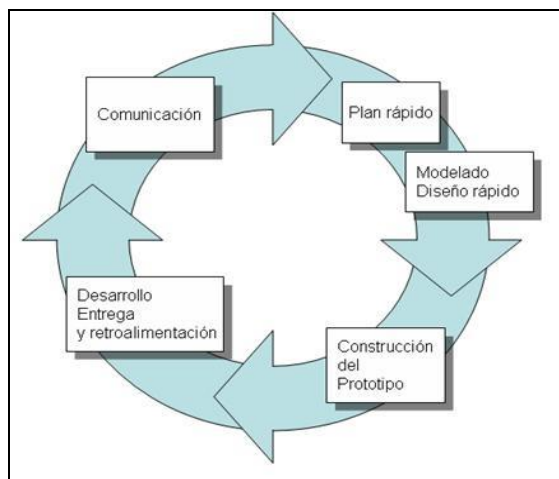 Comunicación
Plan rápido
Modelado
Diseño rápido
Construcción
del
Prototipo
Desarrollo
Entrega
y retroalimentación